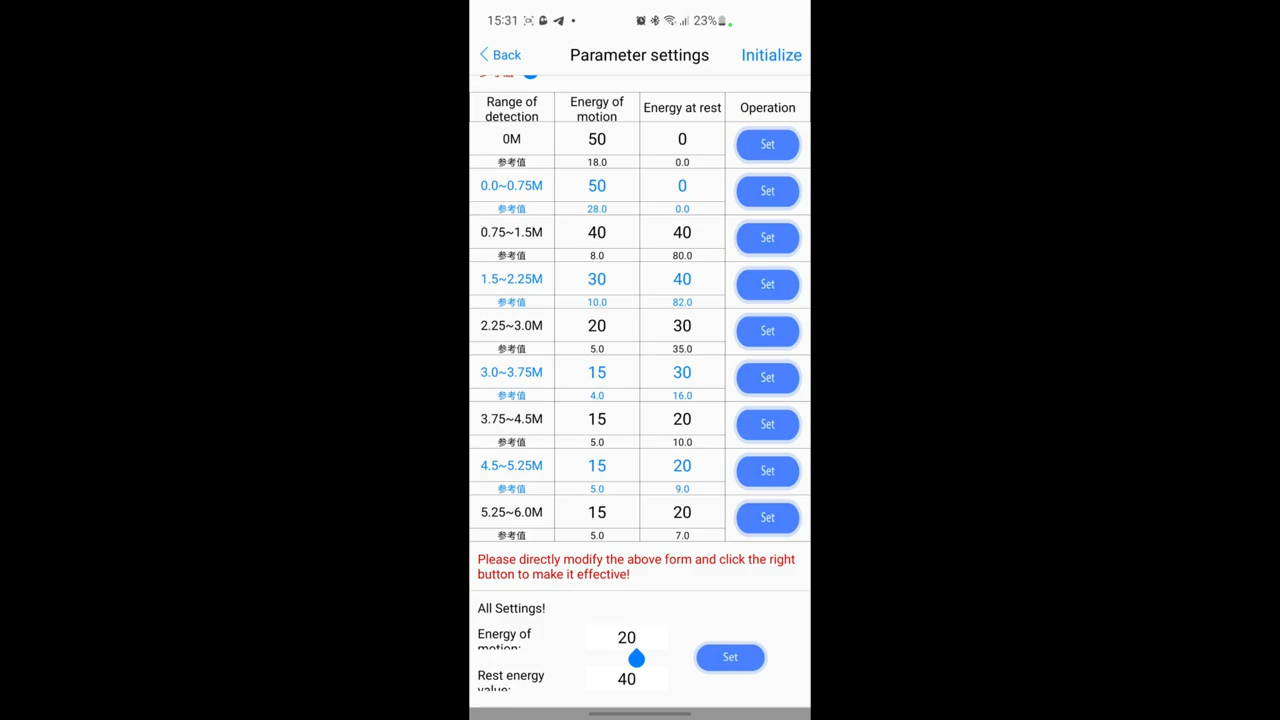 15:31 23%
Back Parameter settings Initialize
Range of detection Energy of motion Energy at rest Operation
0M 50 0 Set
参考值 18.0 0.0
0.0~0.75M 50 0 Set
参考值 28.0 0.0
0.75~1.5M 40 40 Set
参考值 8.0 80.0
1.5~2.25M 30 40 Set
参考值 10.0 82.0
2.25~3.0M 20 30 Set
参考值 5.0 35.0
3.0~3.75M 15 30 Set
参考值 4.0 16.0
3.75~4.5M 15 20 Set
参考值 5.0 10.0
4.5~5.25M 15 20 Set
参考值 5.0 9.0
5.25~6.0M 15 20 Set
参考值 5.0 7.0
Please directly modify the above form and click the right
button to make it effective!
All Settings!
Energy of
motion: 20 Set
Rest energy
value: 40